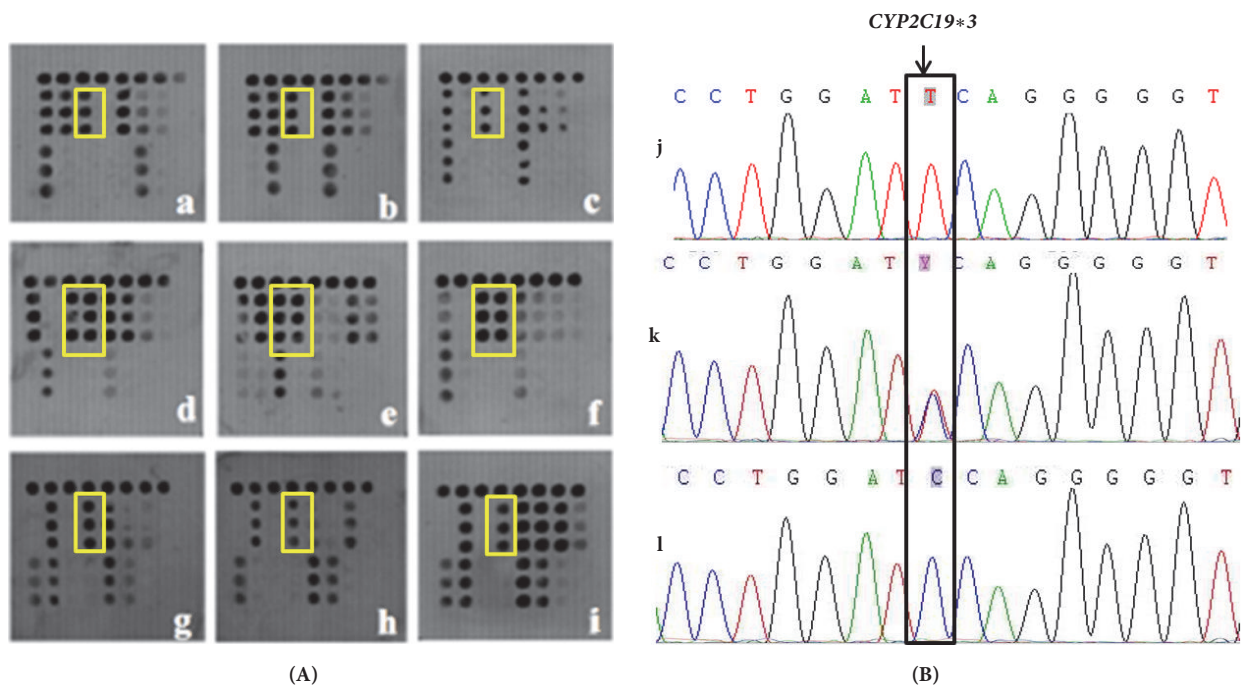 CYP2C19*3
a
b
c
d
e
f
g
h
i
(A)
j
C C T G G A T T C A G G G G G T
k
C C T G G A T Y C A G G G G G T
l
C C T G G A T C C A G G G G G T
(B)